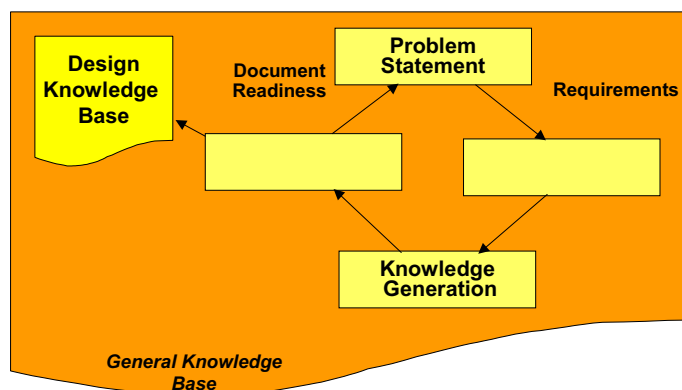 Problem
Statement
Design
Knowledge
Base
Document
Readiness
Requirements
Knowledge
Generation
General Knowledge
Base